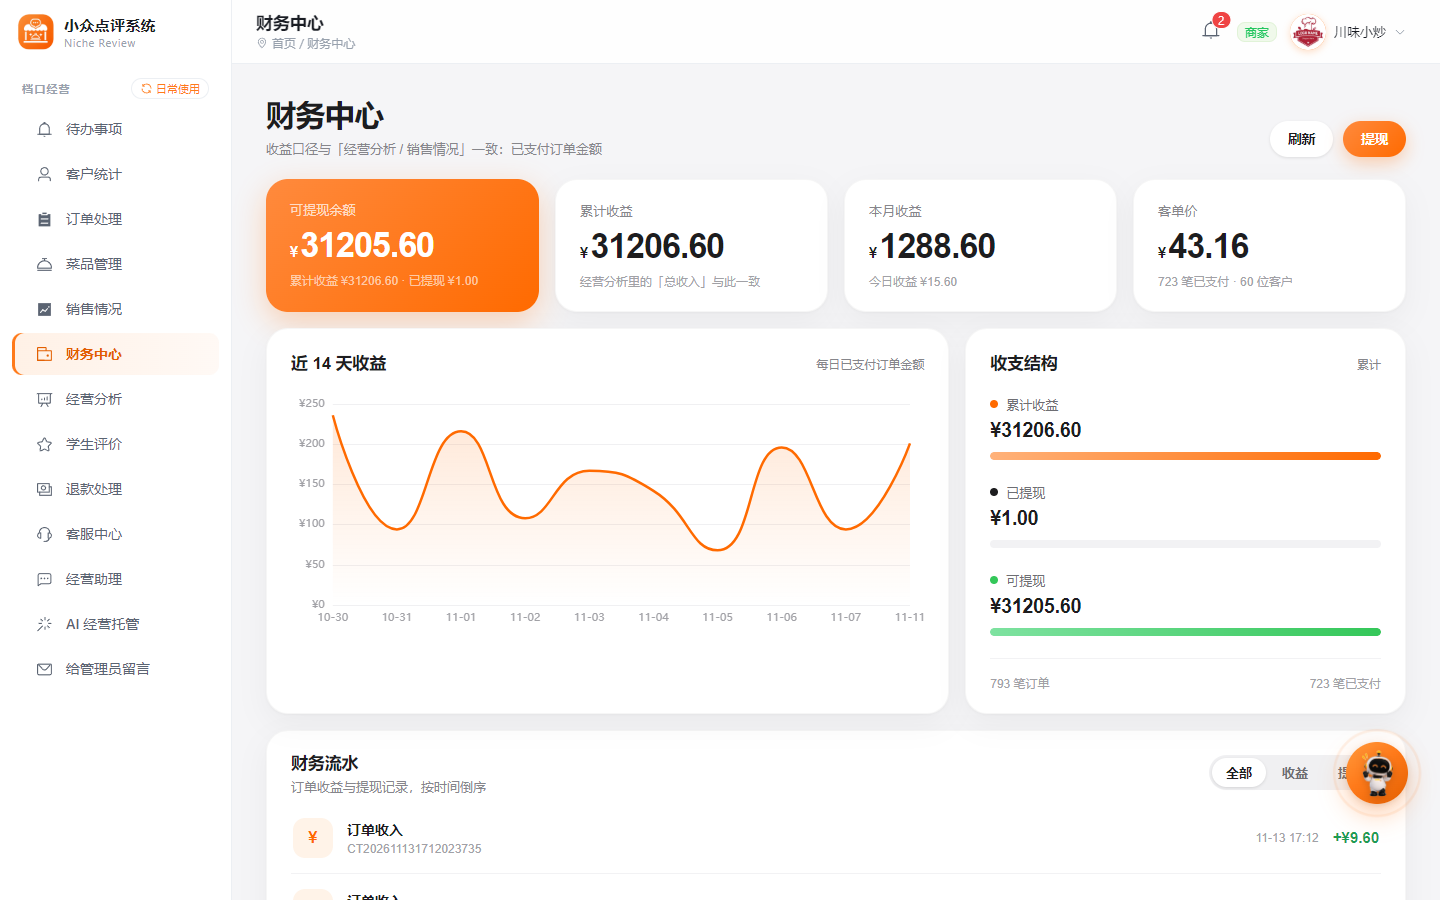 小众点评系统
Niche Review
档口经营
日常使用
待办事项
客户统计
订单处理
菜品管理
销售情况
财务中心
经营分析
学生评价
退款处理
客服中心
经营助理
AI 经营托管
给管理员留言
财务中心
首页 / 财务中心
2
商家
川味小炒
财务中心
收益口径与「经营分析 / 销售情况」一致：已支付订单金额
刷新
提现
可提现余额
¥31205.60
累计收益 ¥31206.60 · 已提现 ¥1.00
累计收益
¥31206.60
经营分析里的「总收入」与此一致
本月收益
¥1288.60
今日收益 ¥15.60
客单价
¥43.16
723 笔已支付 · 60 位客户
近 14 天收益
每日已支付订单金额
¥250
¥200
¥150
¥100
¥50
¥0
10-30
10-31
11-01
11-02
11-03
11-04
11-05
11-06
11-07
11-11
收支结构
累计
累计收益
¥31206.60
已提现
¥1.00
可提现
¥31205.60
793 笔订单
723 笔已支付
财务流水
订单收益与提现记录，按时间倒序
全部
收益
¥
订单收入
CT202611131712023735
11-13 17:12
+¥9.60
订单收入